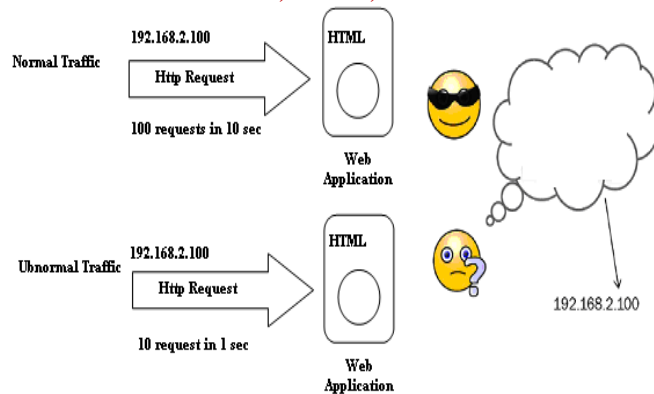 192.168.2.100
HTML
Normal Traffic
Http Request
100 requests in 10 sec
Web
Application
192.168.2.100
HTML
Ubnormal Traffic
Http Request
192.168.2.100
10 request in 1 sec
Web
Application